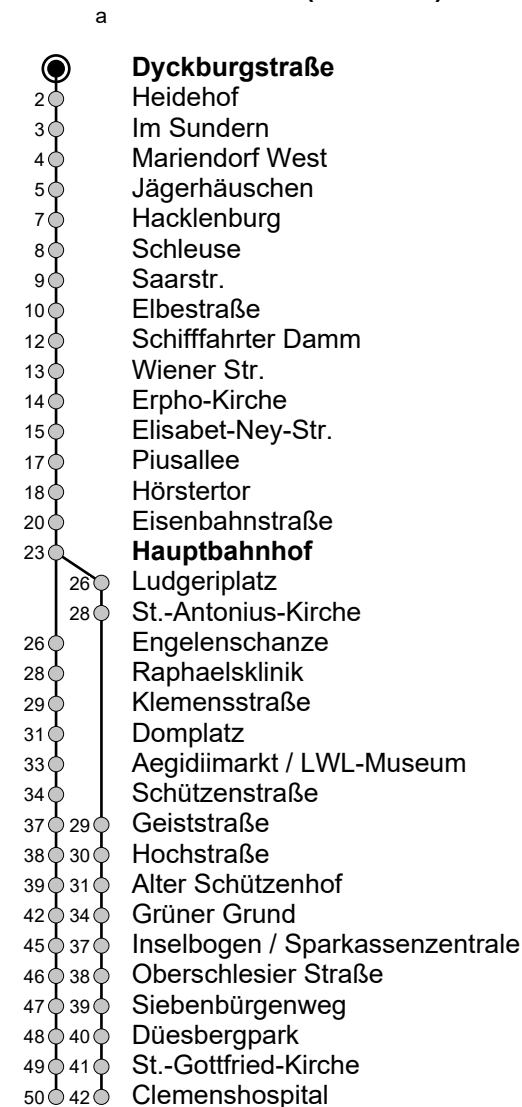 a
Dyckburgstraße
2 Heidehof
3 Im Sundern
4 Mariendorf West
5 Jägerhäuschen
7 Hacklenburg
8 Schleuse
9 Saarstr.
10 Elbestraße
12 Schifffahrter Damm
13 Wiener Str.
14 Erpho-Kirche
15 Elisabet-Ney-Str.
17 Piusallee
18 Hörstertor
20 Eisenbahnstraße
23 Hauptbahnhof
26 Ludgeriplatz
28 St.-Antonius-Kirche
26 Engelenschanze
28 Raphaelsklinik
29 Klemensstraße
31 Domplatz
33 Aegidiimarkt / LWL-Museum
34 Schützenstraße
37 29 Geiststraße
38 30 Hochstraße
39 31 Alter Schützenhof
42 34 Grüner Grund
45 37 Inselbogen / Sparkassenzentrale
46 38 Oberschlesier Straße
47 39 Siebenbürgenweg
48 40 Düesbergpark
49 41 St.-Gottfried-Kirche
50 42 Clemenshospital